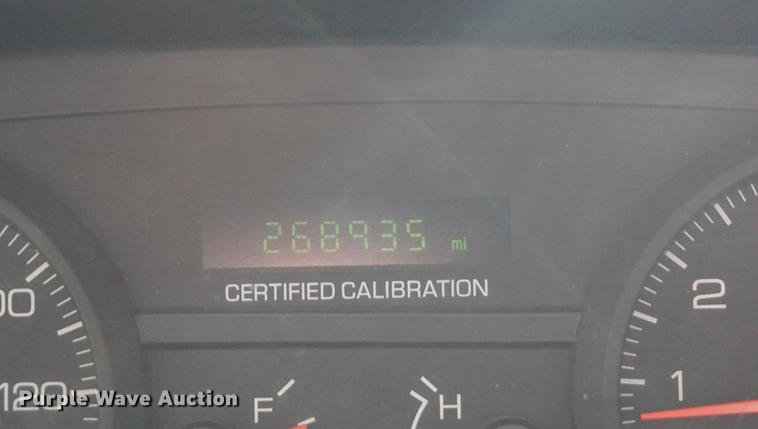 268935 mi
CERTIFIED CALIBRATION
00
2
120
F
H
1
Purple Wave Auction